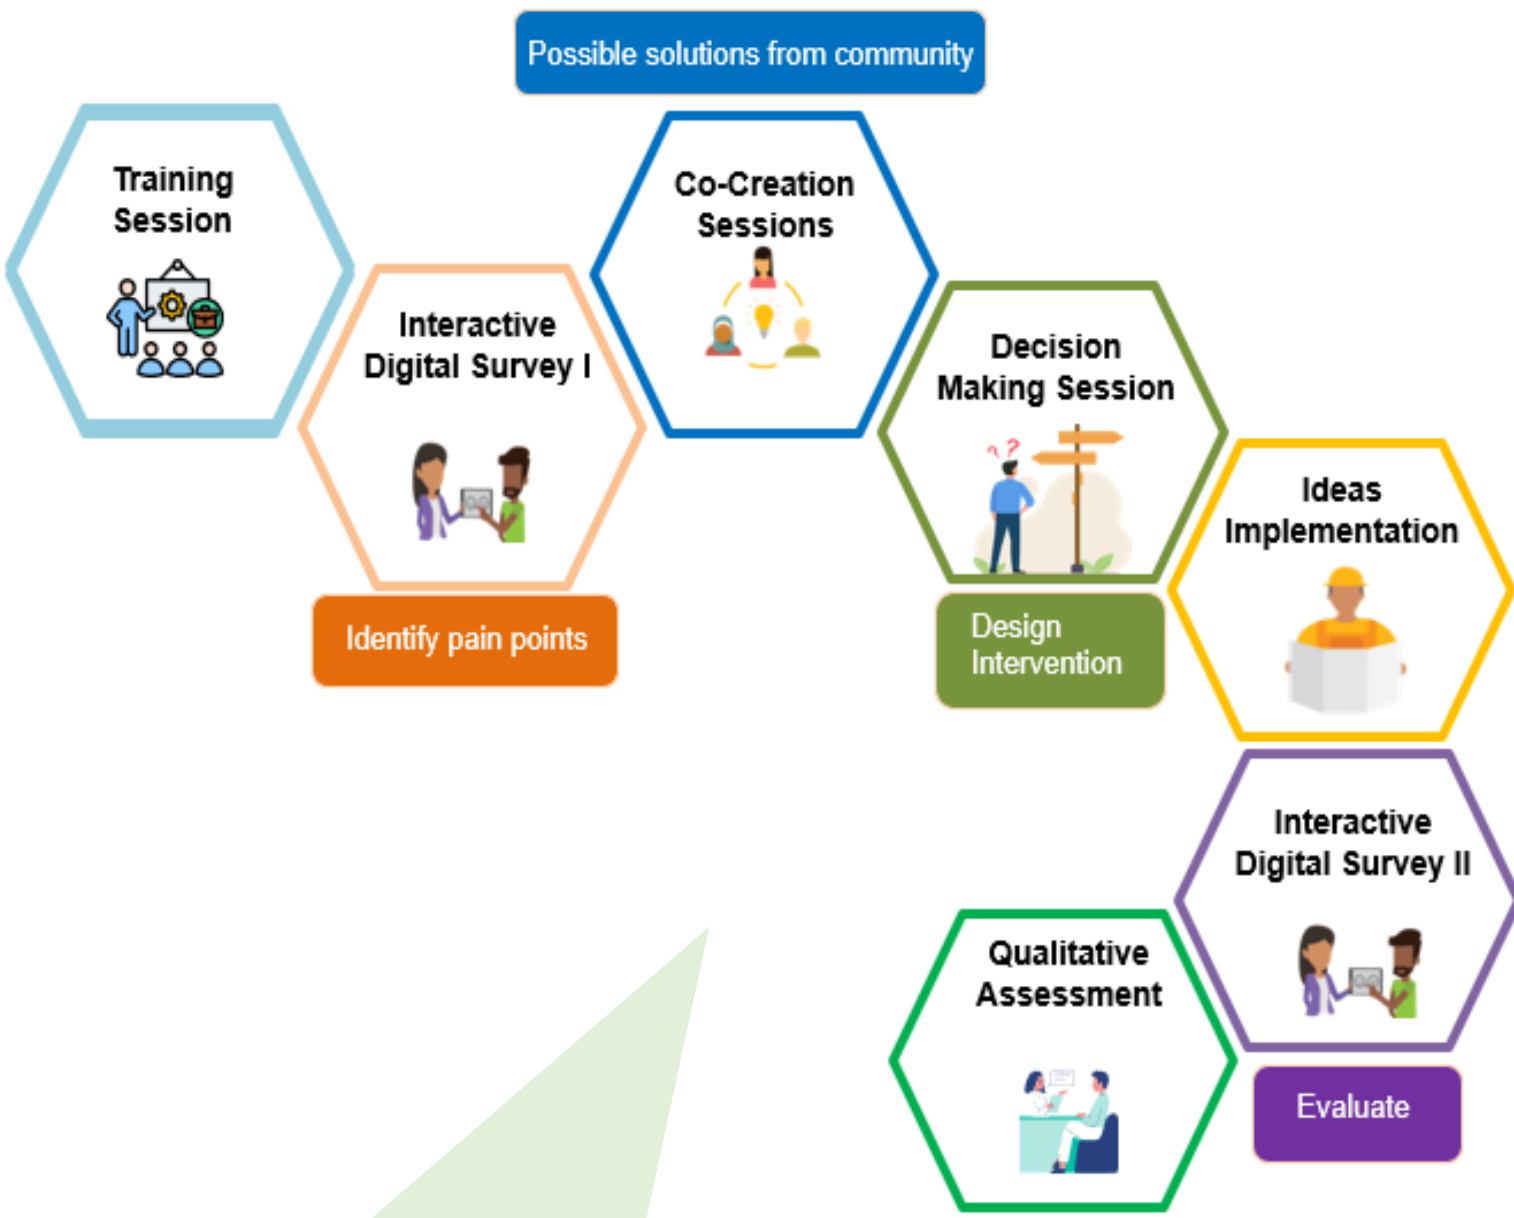 Possible solutions from community
Training
Session
Interactive
Digital Survey I
Identify pain points
Co-Creation
Sessions
Decision
Making Session
Design
Intervention
Ideas
Implementation
Interactive
Digital Survey II
Evaluate
Qualitative
Assessment